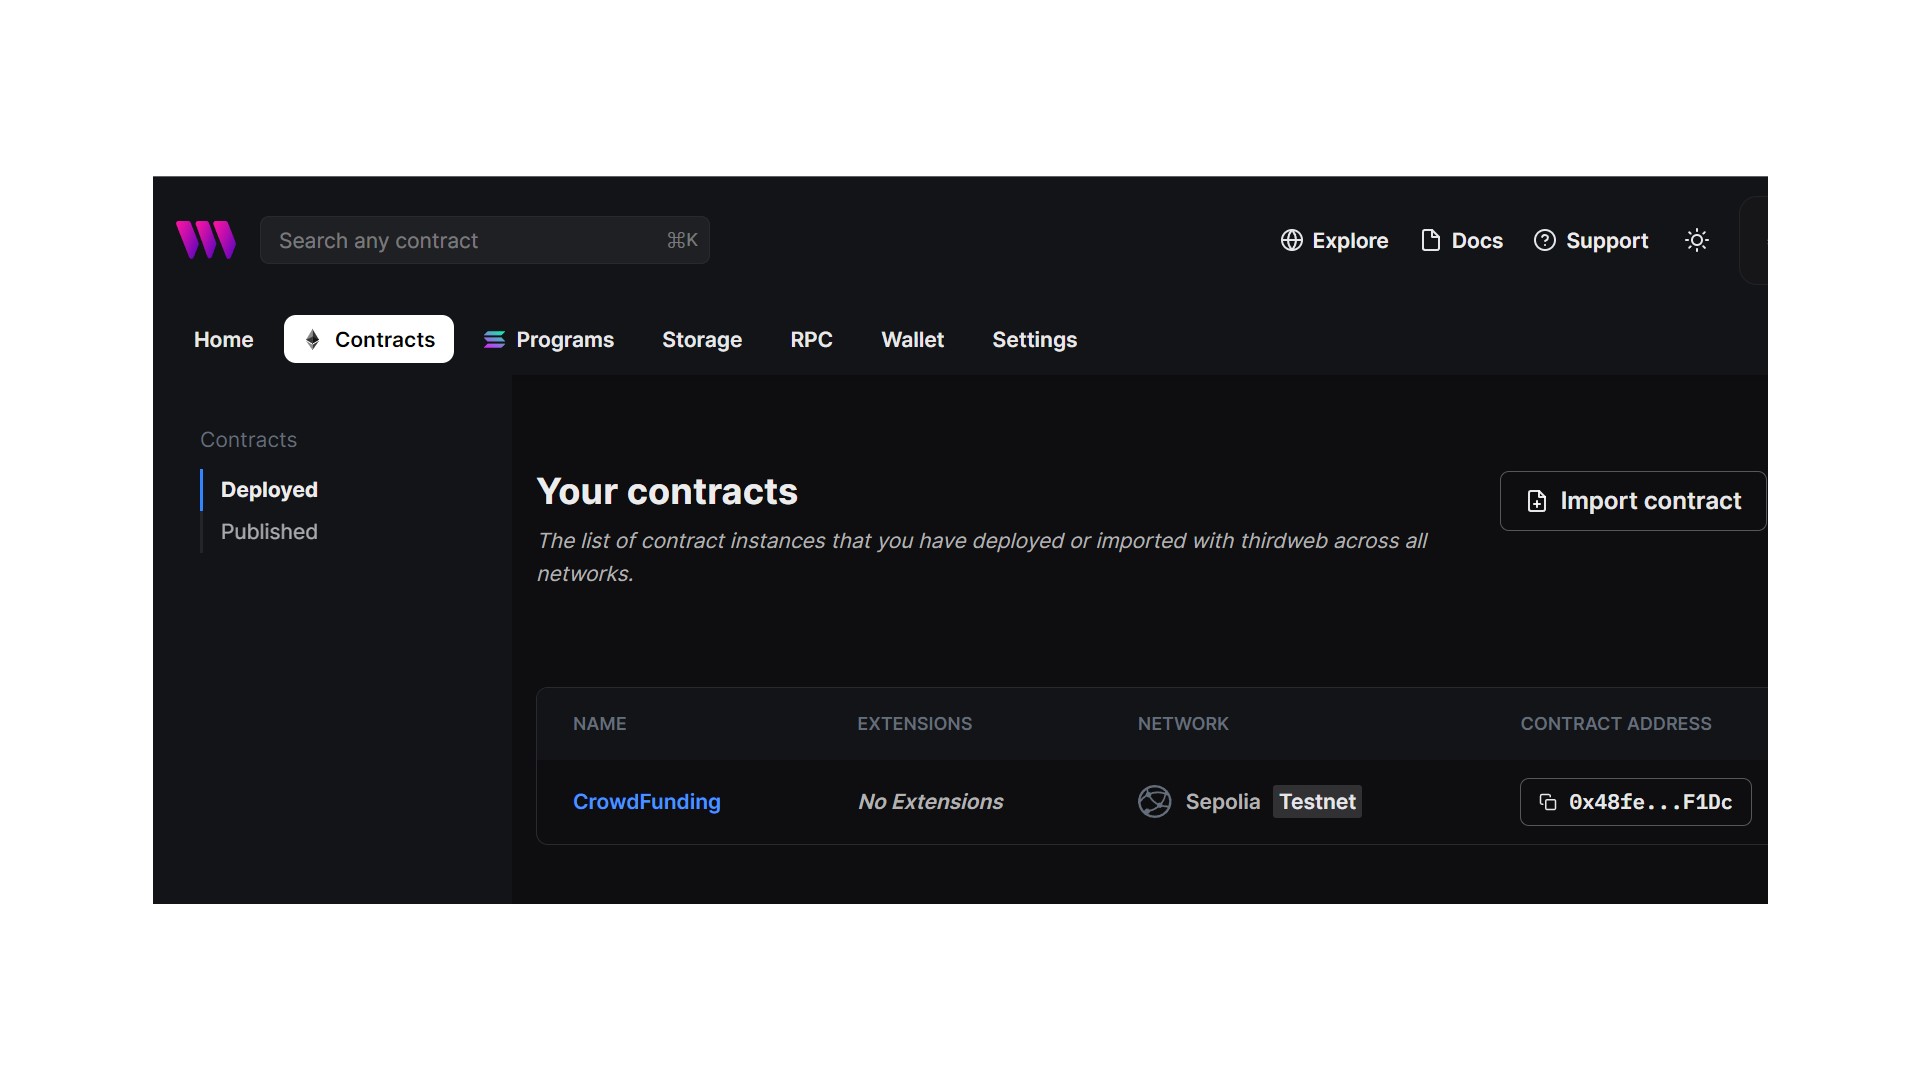 Search any contract ⌘K
Explore
Docs
Support
Home
Contracts
Programs
Storage
RPC
Wallet
Settings
Contracts
Deployed
Published
Your contracts
Import contract
The list of contract instances that you have deployed or imported with thirdweb across all
networks.
NAME EXTENSIONS NETWORK CONTRACT ADDRESS
CrowdFunding No Extensions Sepolia Testnet 0x48fe...F1Dc